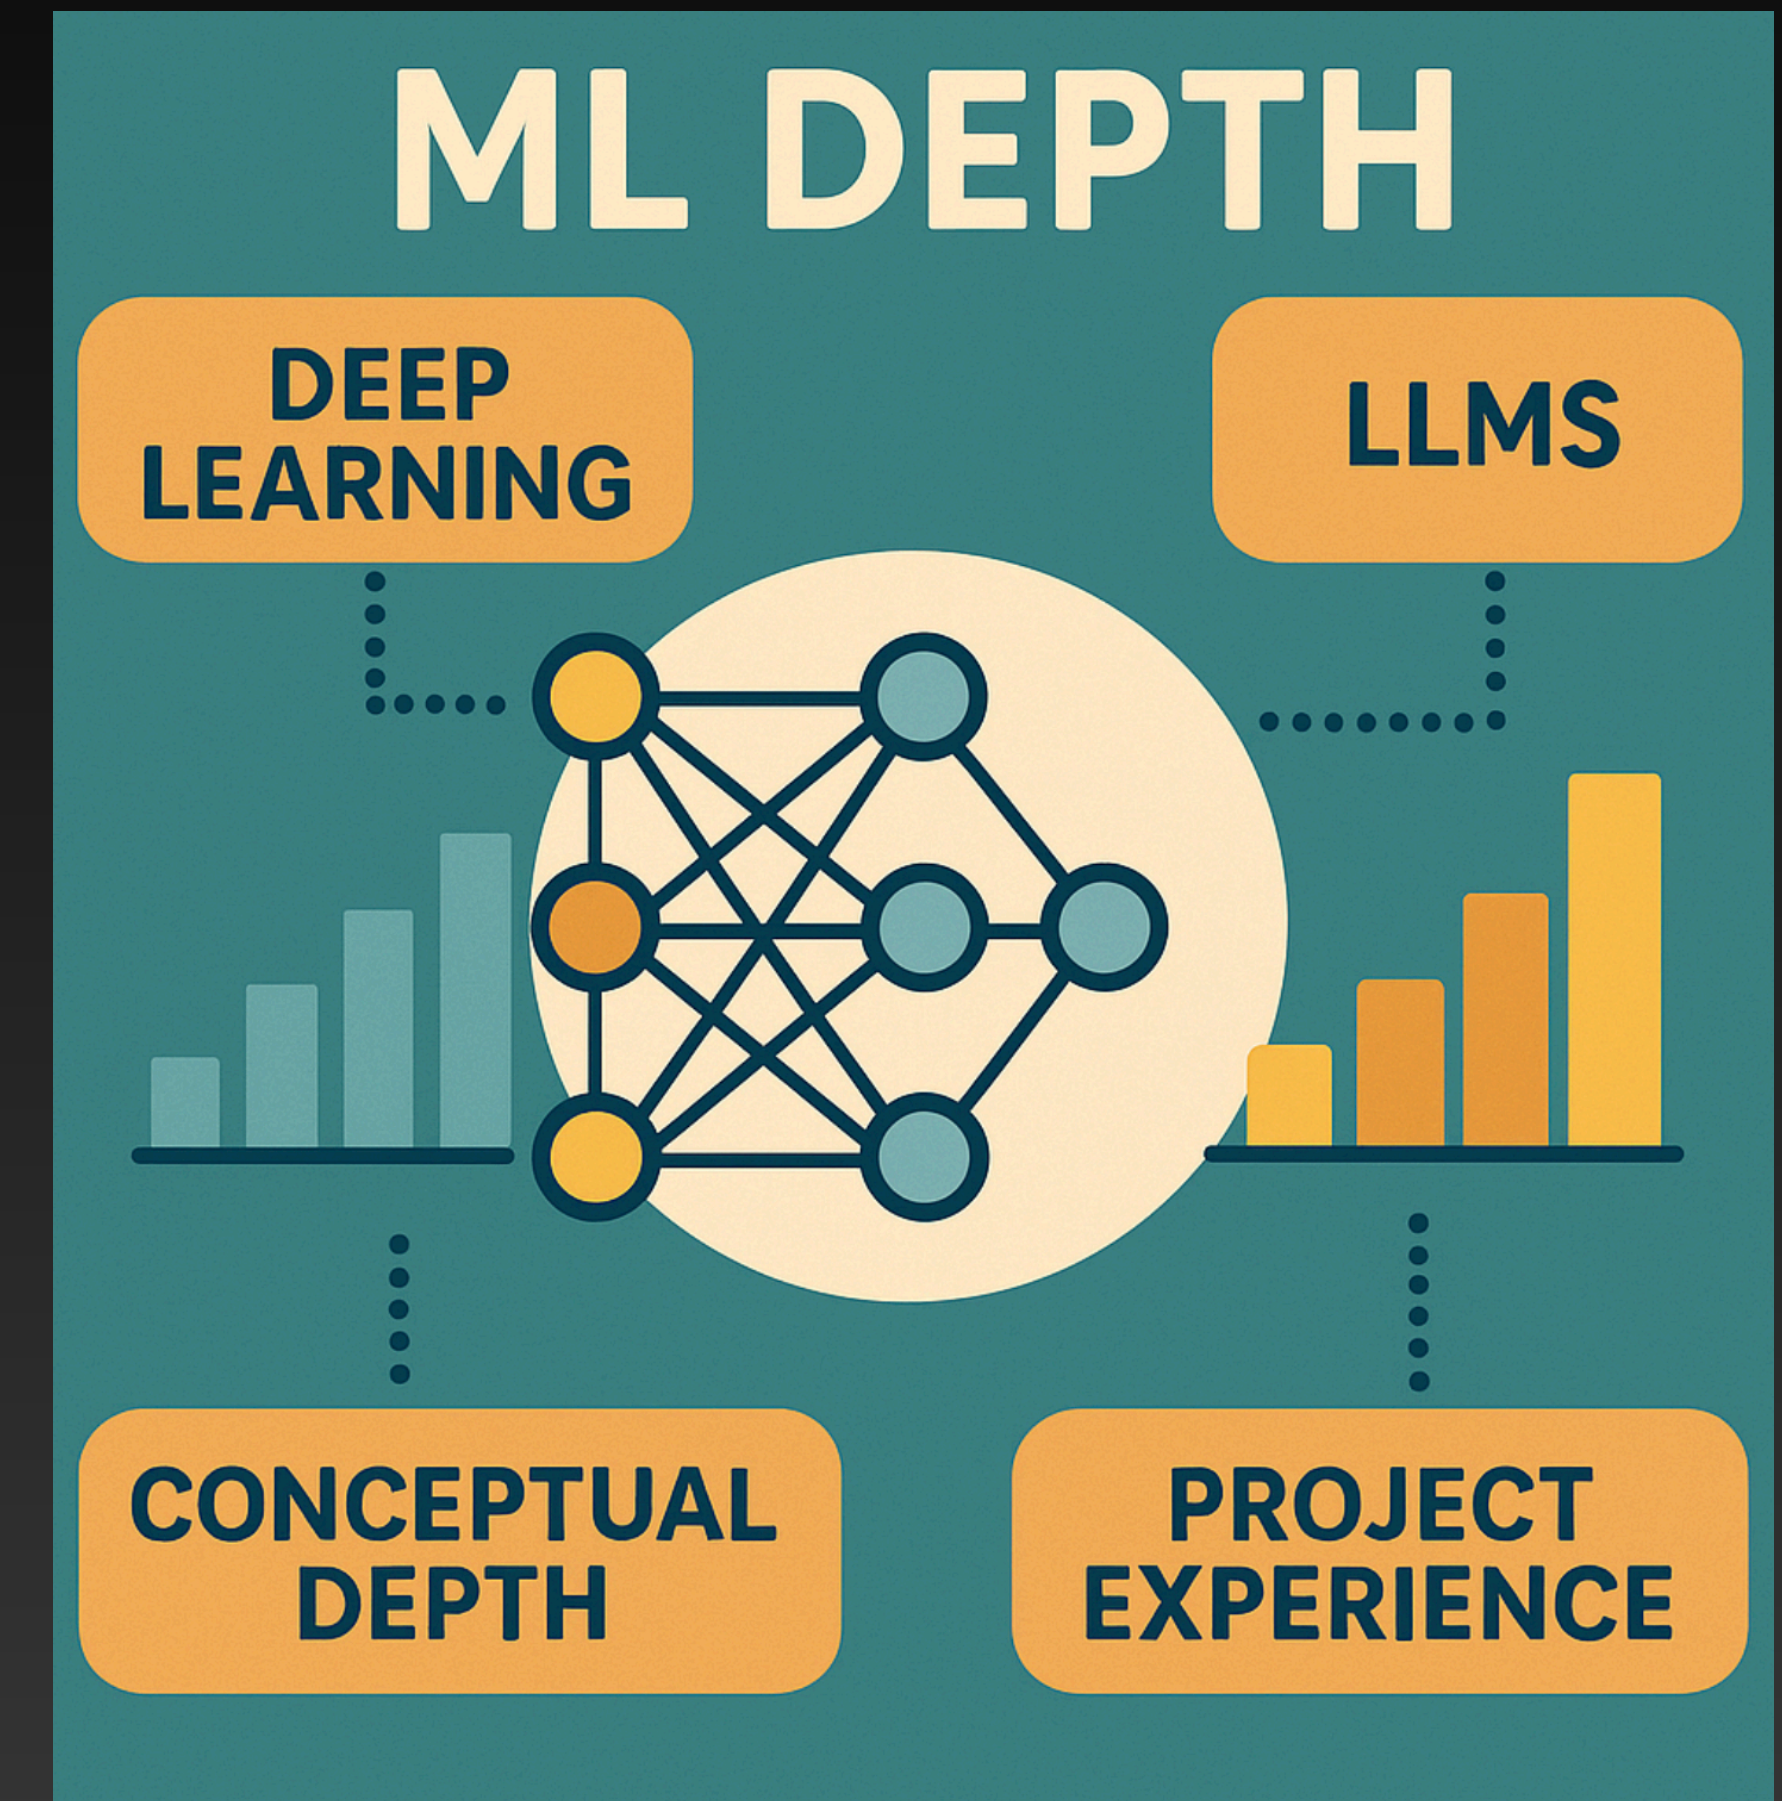 ML DEPTH
DEEP
LEARNING
LLMS
CONCEPTUAL
DEPTH
PROJECT
EXPERIENCE